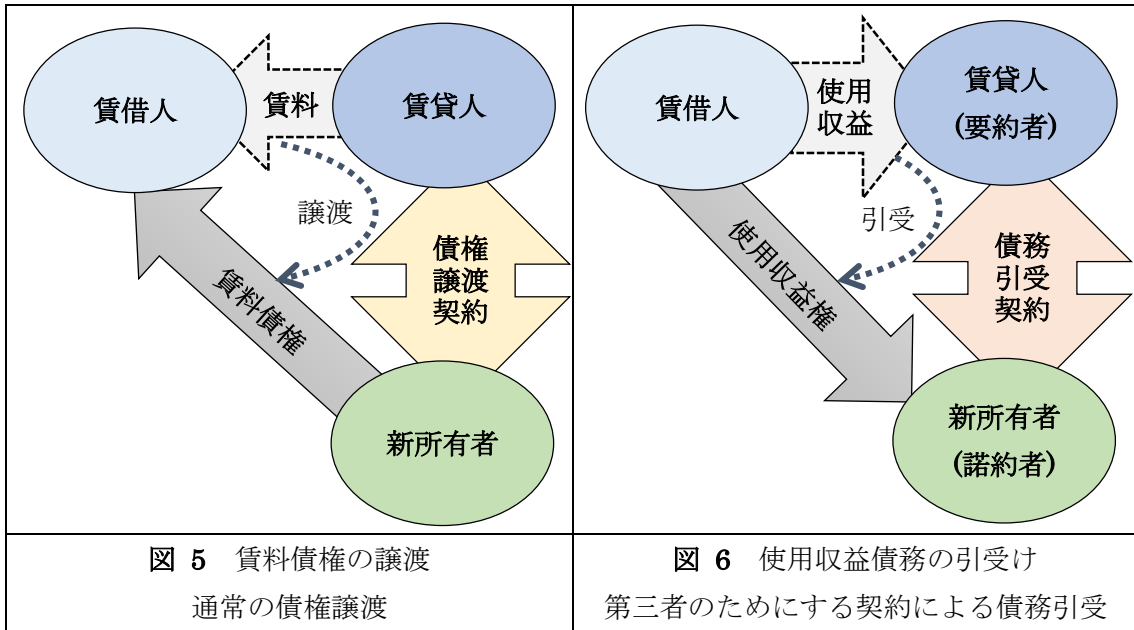 賃借人
賃料
賃貸人
譲渡
債権
譲渡
契約
賃料債権
新所有者
図 5 賃料債権の譲渡
通常の債権譲渡
賃借人
使用
収益
賃貸人
(要約者)
引受
債務
引受
契約
使用収益権
新所有者
(諾約者)
図 6 使用収益債務の引受け
第三者のためにする契約による債務引受